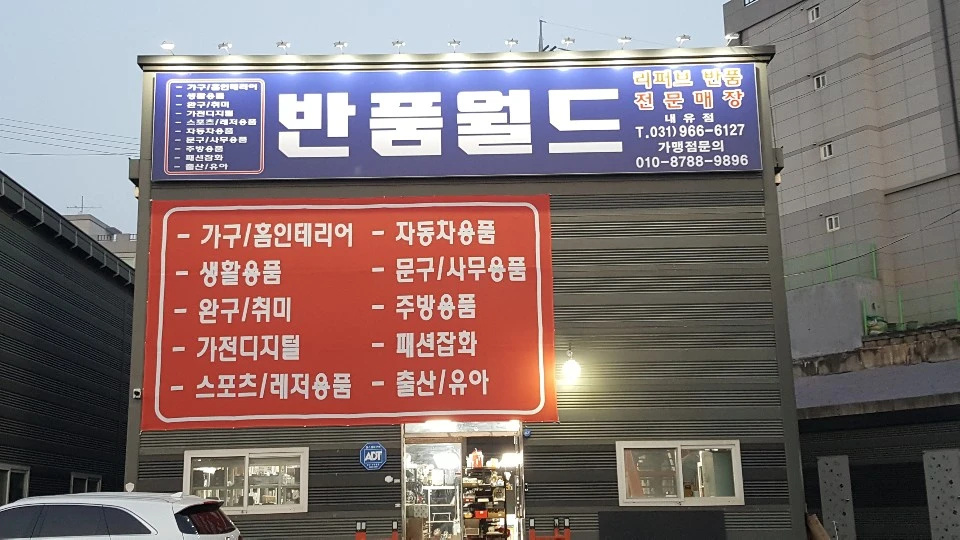 - 가구/홈인테리어
- 생활용품
- 완구/취미
- 가전디지털
- 스포츠/레저용품
- 자동차용품
- 문구/사무용품
- 주방용품
- 패션잡화
- 출산/유아
반품월드
리퍼브 반품
전문매장
내유점
T.031)966-6127
가맹점문의
010-8788-9896
- 가구/홈인테리어
- 생활용품
- 완구/취미
- 가전디지털
- 스포츠/레저용품
- 자동차용품
- 문구/사무용품
- 주방용품
- 패션잡화
- 출산/유아
ADT